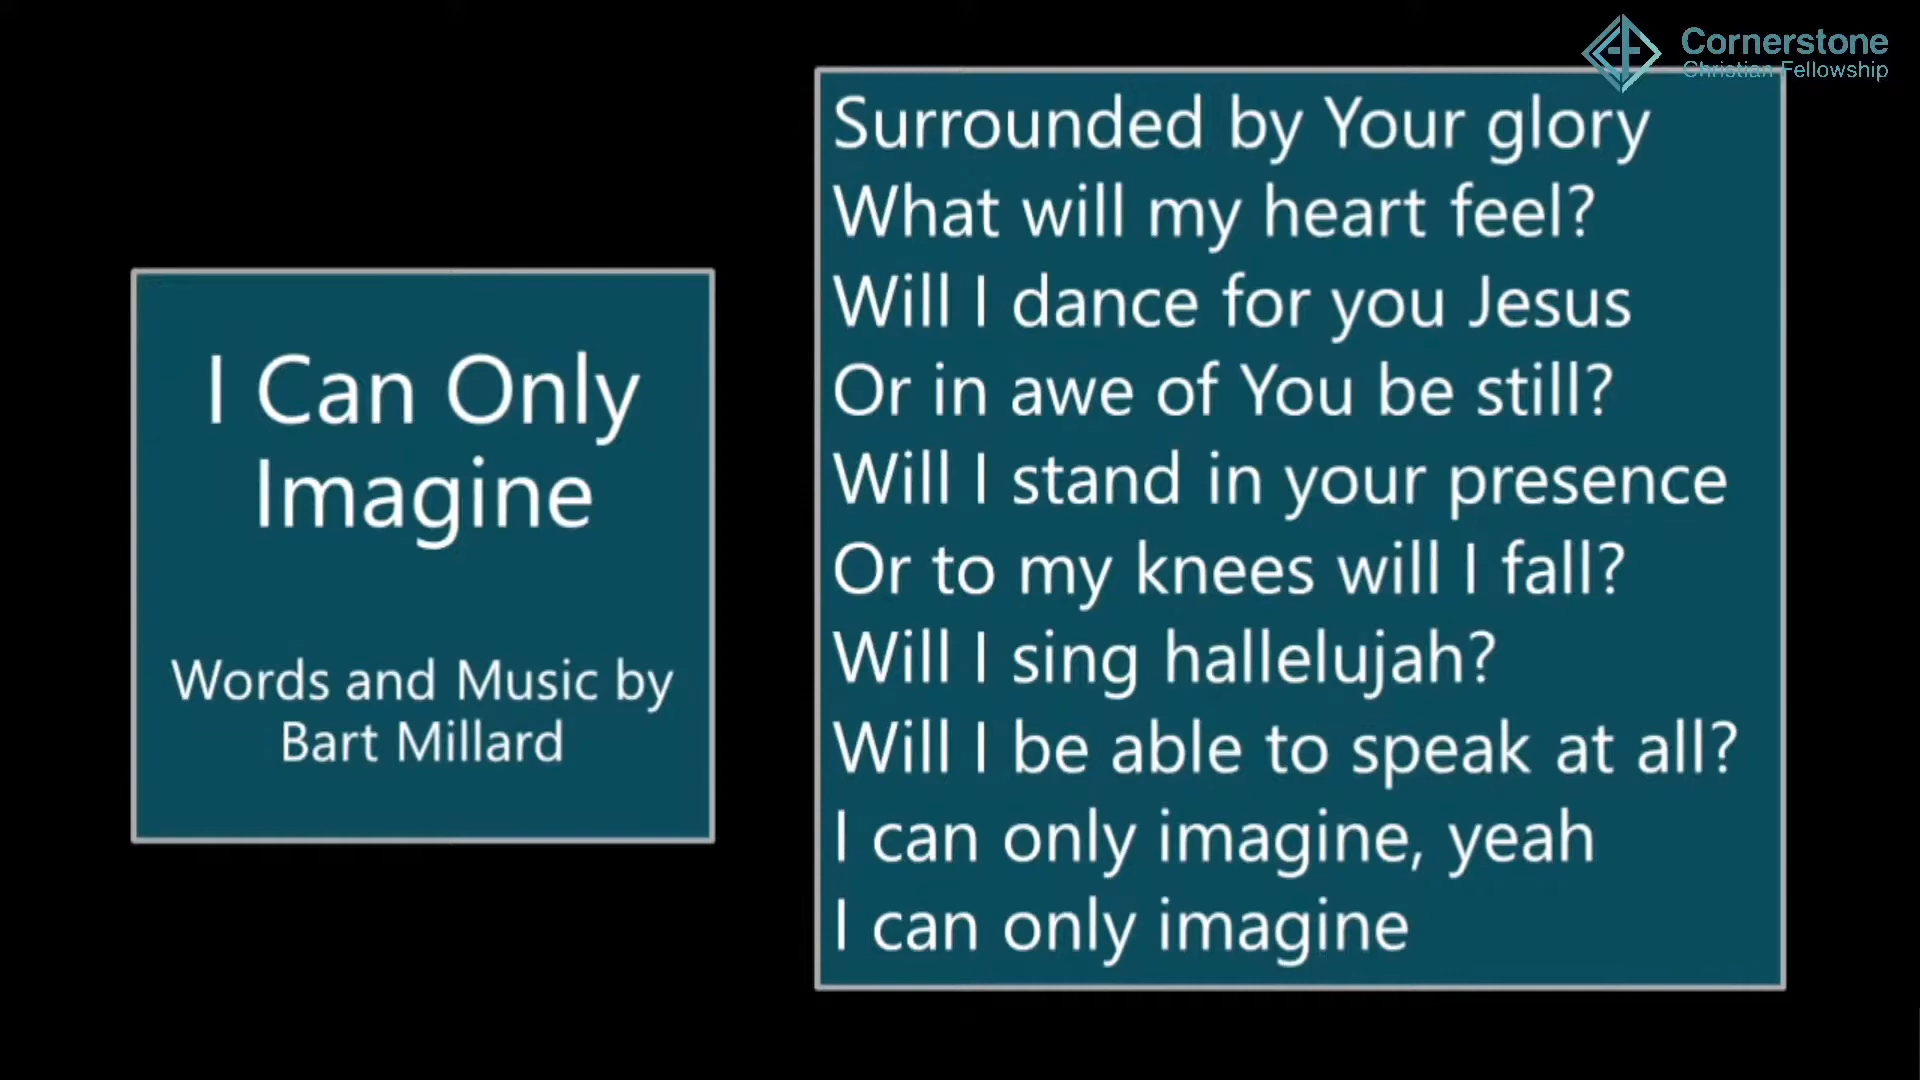 Cornerstone
Christian Fellowship
I Can Only
Imagine
Words and Music by
Bart Millard
Surrounded by Your glory
What will my heart feel?
Will I dance for you Jesus
Or in awe of You be still?
Will I stand in your presence
Or to my knees will I fall?
Will I sing hallelujah?
Will I be able to speak at all?
I can only imagine, yeah
I can only imagine